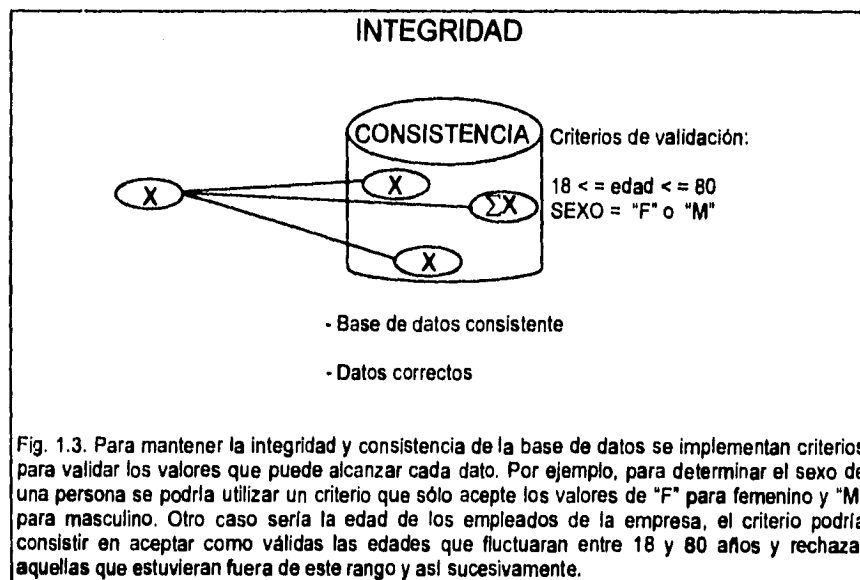 INTEGRIDAD
CONSISTENCIA
Criterios de validación:
X
X
ΣX
X
18 < = edad < = 80
SEXO = "F" o "M"
- Base de datos consistente
- Datos correctos
Fig. 1.3. Para mantener la integridad y consistencia de la base de datos se implementan criterios
para validar los valores que puede alcanzar cada dato. Por ejemplo, para determinar el sexo de
una persona se podría utilizar un criterio que sólo acepte los valores de "F" para femenino y "M
para masculino. Otro caso sería la edad de los empleados de la empresa, el criterio podría
consistir en aceptar como válidas las edades que fluctuaran entre 18 y 80 años y rechaza
aquellas que estuvieran fuera de este rango y así sucesivamente.